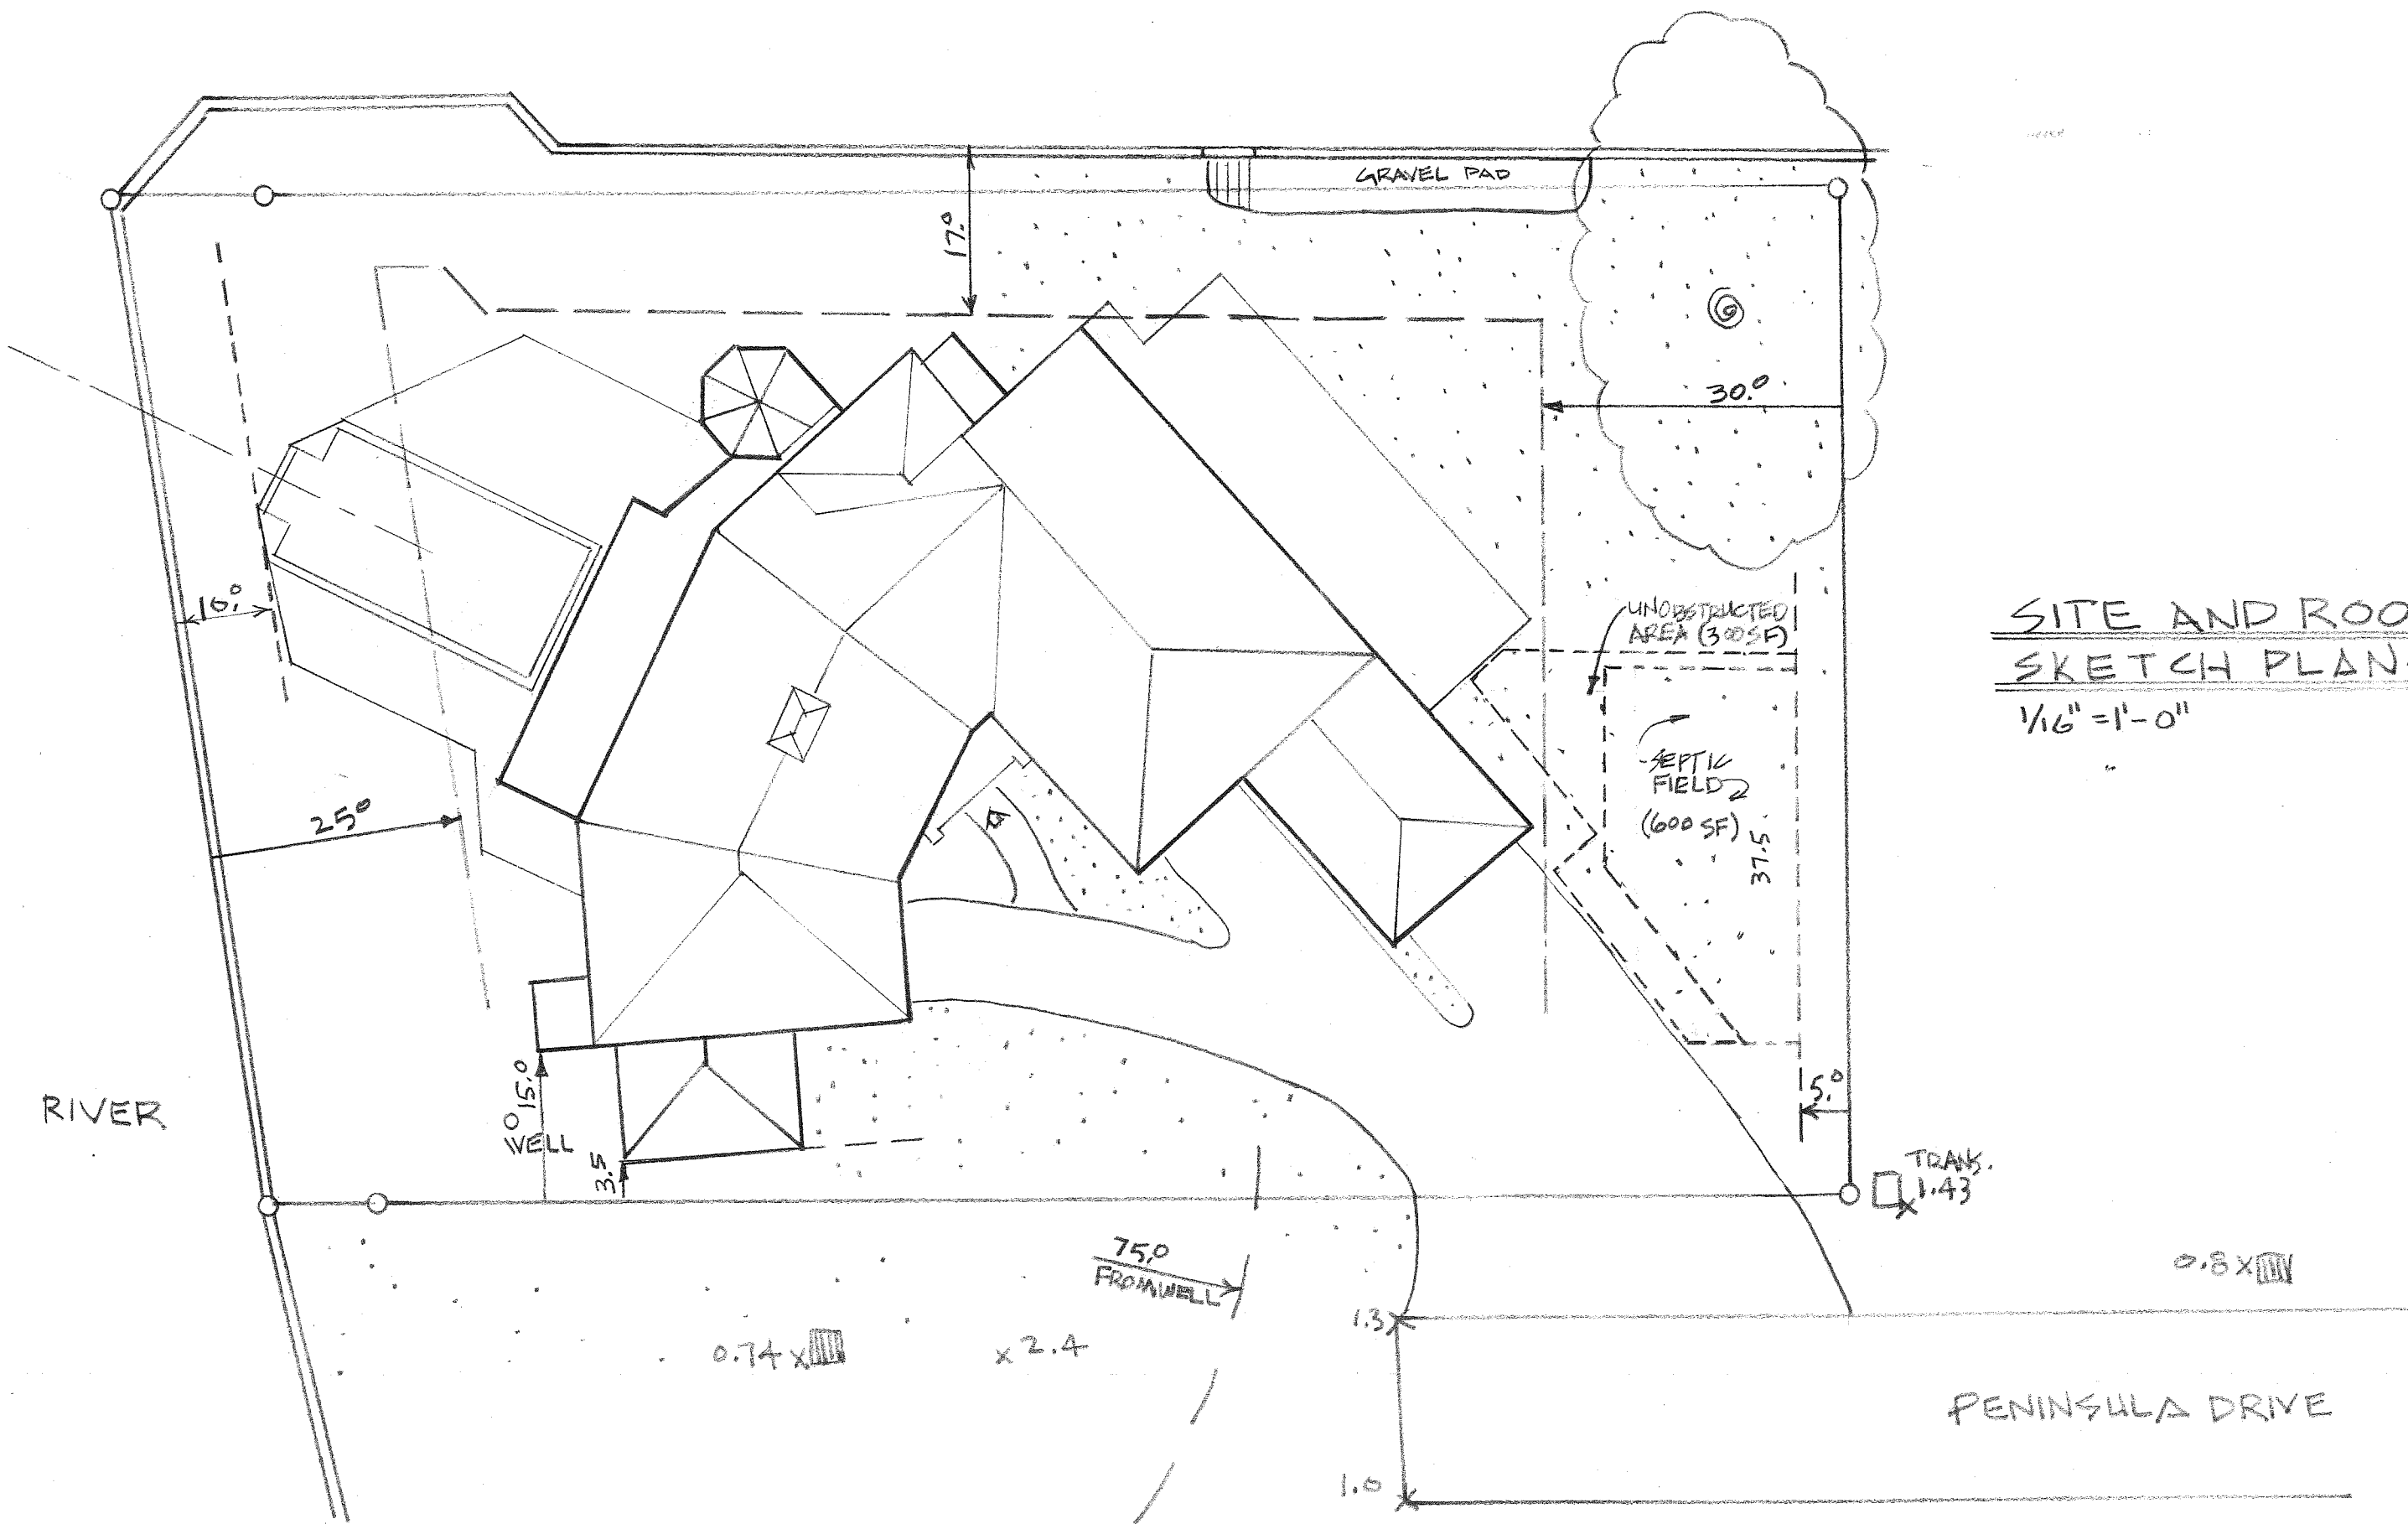 GRAVEL PAD
17.0
30.0
UNOBSTRUCTED
AREA (300 SF)
SITE AND ROO
SKETCH PLAN
1/16" = 1'-0"
SEPTIC
FIELD
(600 SF)
37.5
10.0
25.0
RIVER
15.0
WELL
3.5
5.0
TRANS.
1.43
75.0
FROM WELL
0.8 x
1.3
0.74 x
x 2.4
PENINSULA DRIVE
1.0